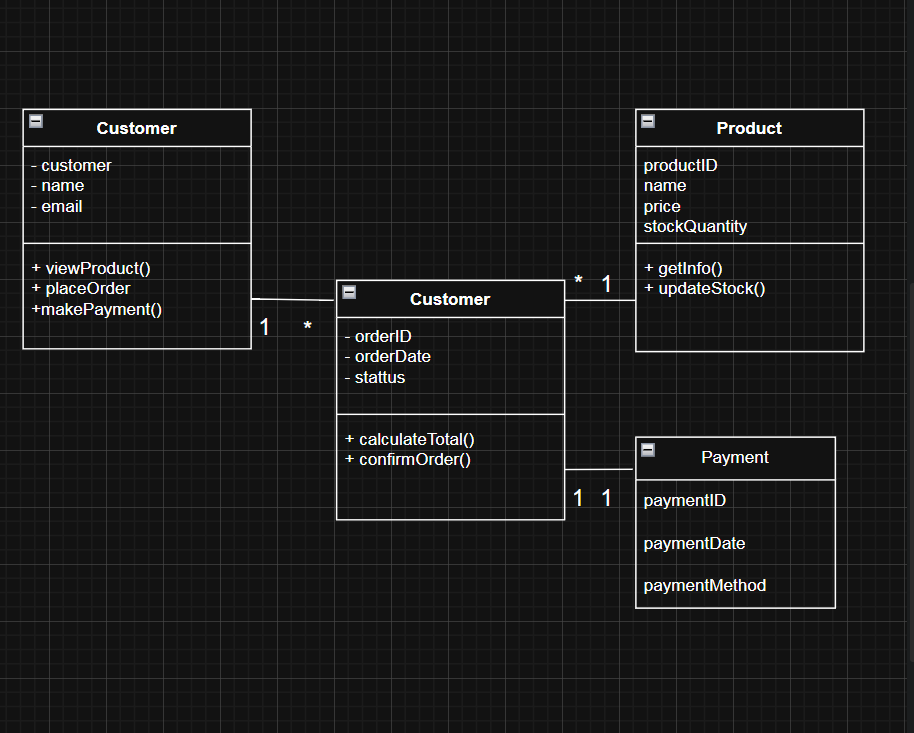 Customer
- customer
- name
- email
+ viewProduct()
+ placeOrder
+makePayment()
1 *
Customer
- orderID
- orderDate
- stattus
+ calculateTotal()
+ confirmOrder()
* 1
Product
productID
name
price
stockQuantity
+ getInfo()
+ updateStock()
1 1
Payment
paymentID
paymentDate
paymentMethod